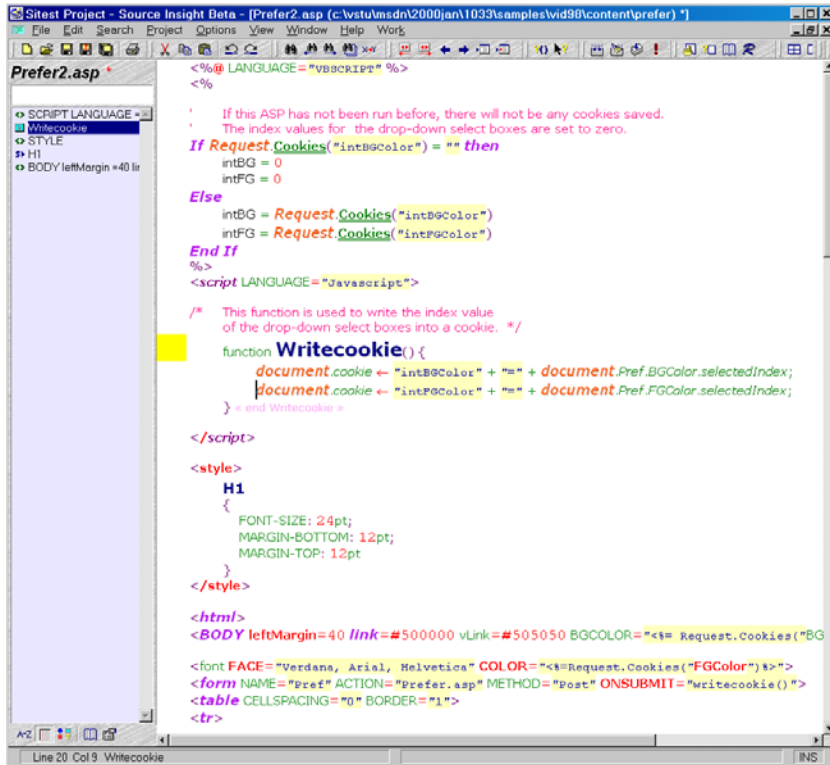 Sitest Project - Source Insight Beta - [Prefer2.asp (c:\vstu\msdn\2000jan\1033\samples\vid98\content\prefer) *]
File Edit Search Project Options View Window Help Work
Prefer2.asp *
SCRIPT LANGUAGE =
Writecookie
STYLE
H1
BODY leftMargin =40 lir
<%@ LANGUAGE="VBSCRIPT" %>
<%
' If this ASP has not been run before, there will not be any cookies saved.
' The index values for the drop-down select boxes are set to zero.
If Request.Cookies("intBGColor") = "" then
intBG = 0
intFG = 0
Else
intBG = Request.Cookies("intBGColor")
intFG = Request.Cookies("intFGColor")
End If
%>
<script LANGUAGE="Javascript">
/* This function is used to write the index value
of the drop-down select boxes into a cookie. */
function Writecookie() {
document.cookie ← "intBGColor" + "=" + document.Pref.BGColor.selectedIndex;
document.cookie ← "intFGColor" + "=" + document.Pref.FGColor.selectedIndex;
} « end Writecookie »
</script>
<style>
H1
{
FONT-SIZE: 24pt;
MARGIN-BOTTOM: 12pt;
MARGIN-TOP: 12pt
}
</style>
<html>
<BODY leftMargin=40 link=#500000 vLink=#505050 BGCOLOR="<%= Request.Cookies("BG
<font FACE="Verdana, Arial, Helvetica" COLOR="<%=Request.Cookies("FGColor")%>">
<form NAME="Pref" ACTION="Prefer.asp" METHOD="Post" ONSUBMIT="writecookie()">
<table CELLSPACING="0" BORDER="1">
<tr>
A-Z
Line 20 Col 9 Writecookie
INS